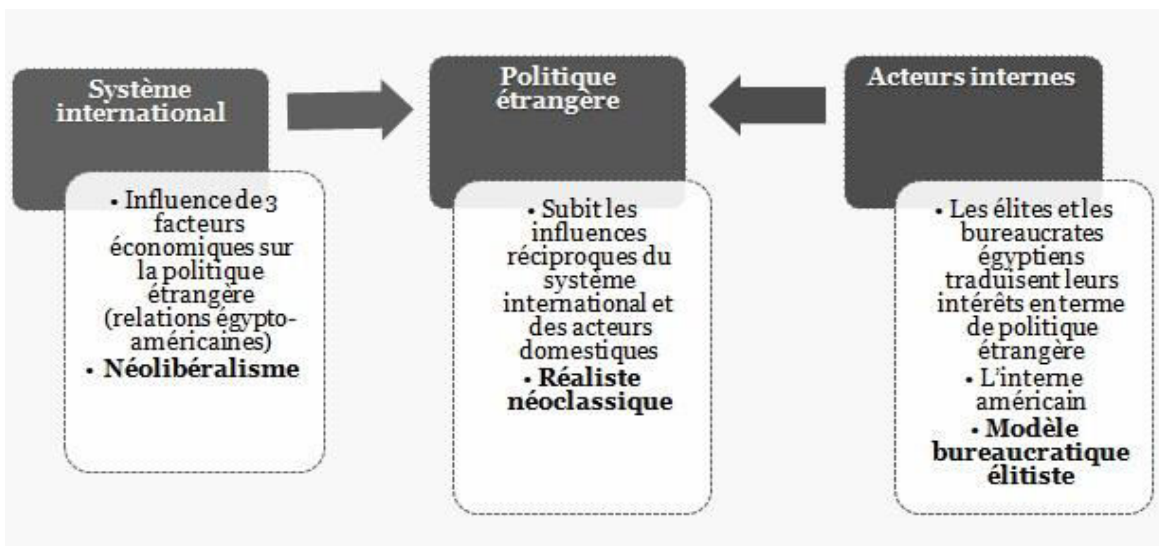 Système
international
• Influence de 3
facteurs
économiques sur
la politique
étrangère
(relations égypto-
américaines)
• Néolibéralisme
Politique
étrangère
• Subit les
influences
réciproques du
système
international et
des acteurs
domestiques
• Réaliste
néoclassique
Acteurs internes
• Les élites et les
bureaucrates
égyptiens
traduisent leurs
intérêts en terme
de politique
étrangère
• L'interne
américain
• Modèle
bureaucratique
élitiste